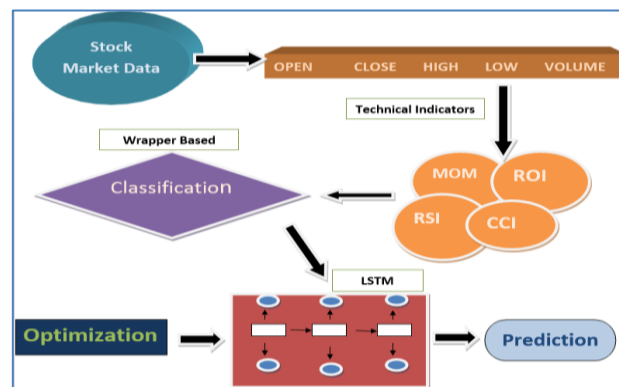 Stock
Market Data
OPEN CLOSE HIGH LOW VOLUME
Technical Indicators
Wrapper Based
Classification
MOM
ROI
RSI
CCI
LSTM
Optimization
Prediction